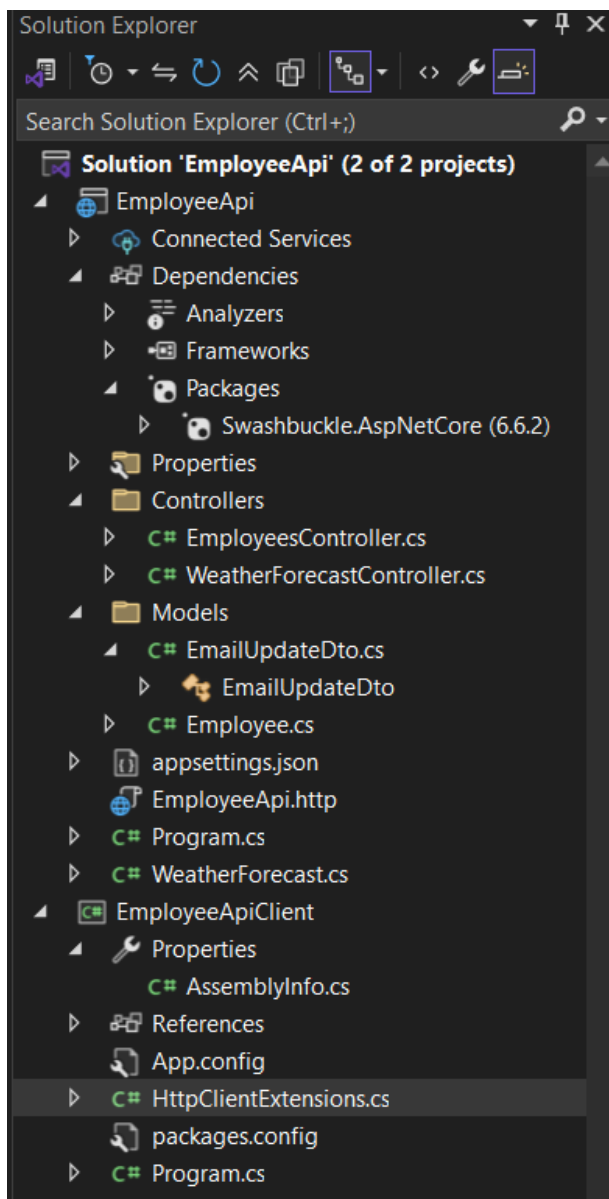 Solution Explorer
Search Solution Explorer (Ctrl+;)
Solution 'EmployeeApi' (2 of 2 projects)
EmployeeApi
Connected Services
Dependencies
Analyzers
Frameworks
Packages
Swashbuckle.AspNetCore (6.6.2)
Properties
Controllers
C# EmployeesController.cs
C# WeatherForecastController.cs
Models
C# EmailUpdateDto.cs
EmailUpdateDto
C# Employee.cs
appsettings.json
EmployeeApi.http
C# Program.cs
C# WeatherForecast.cs
C# EmployeeApiClient
Properties
C# AssemblyInfo.cs
References
App.config
C# HttpClientExtensions.cs
packages.config
C# Program.cs